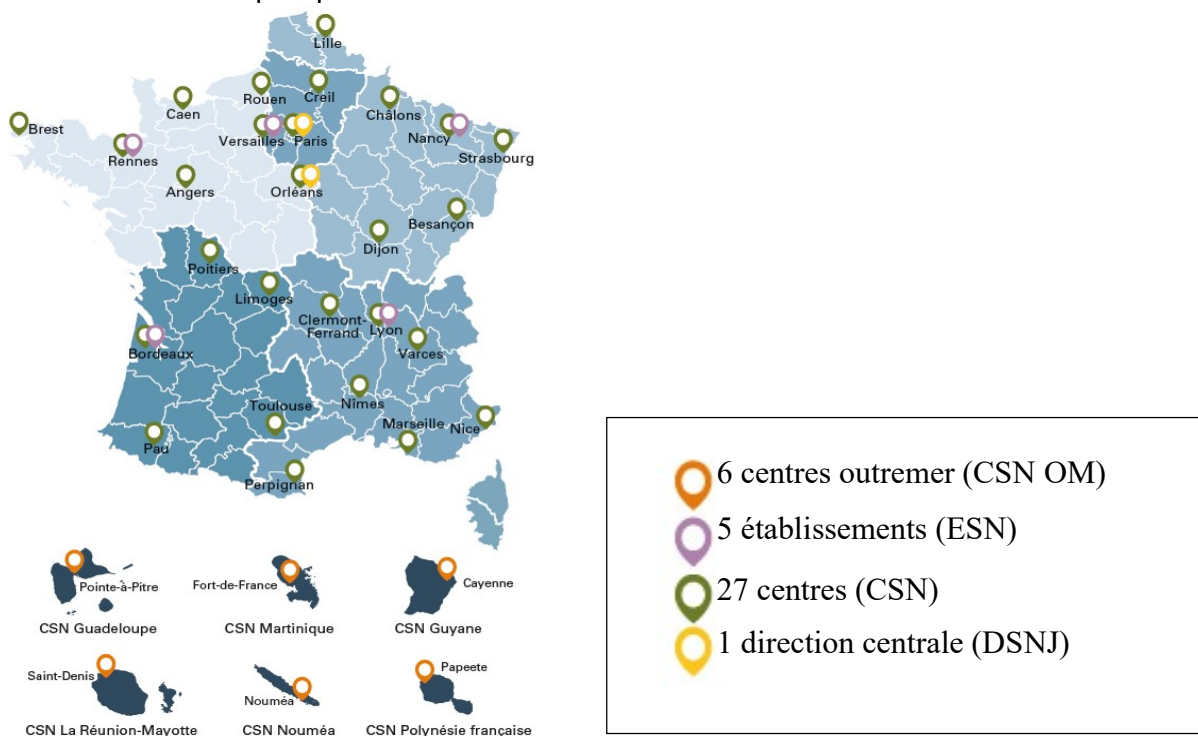 Lille
Rouen
Creil
Caen
Châlons
Brest
Versailles
Paris
Nancy
Rennes
Strasbourg
Angers
Orléans
Besançon
Dijon
Poitiers
Limoges
Clermont-
Ferrand
Lyon
Bordeaux
Varces
Nîmes
Toulouse
Marseille
Nice
Pau
Perpignan
Pointe-à-Pitre
CSN Guadeloupe
Fort-de-France
CSN Martinique
Cayenne
CSN Guyane
Saint-Denis
CSN La Réunion-Mayotte
Nouméa
CSN Nouméa
Papeete
CSN Polynésie française
6 centres outremer (CSN OM)
5 établissements (ESN)
27 centres (CSN)
1 direction centrale (DSNJ)